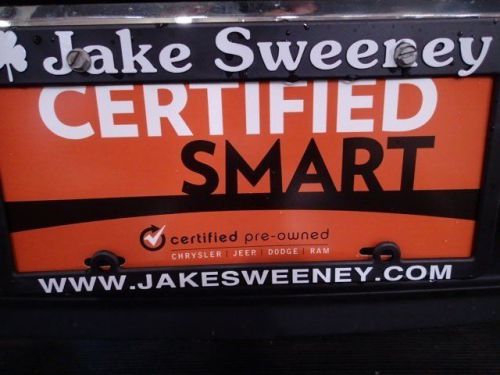 Jake Sweeney
CERTIFIED
SMART
certified pre-owned
CHRYSLER | JEEP | DODGE | RAM
WWW.JAKESWEENEY.COM